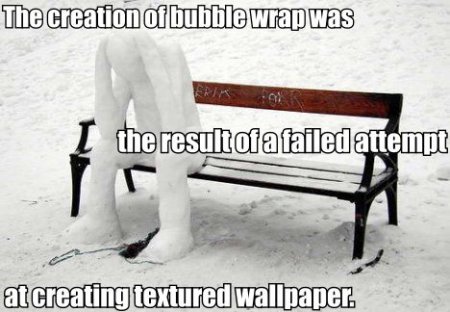 The creation of bubble wrap was
the result of a failed attempt
at creating textured wallpaper.